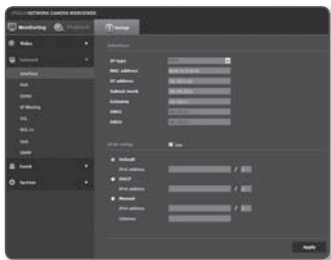 NETWORK CAMERA WEBVIEWER
Monitoring
Setup
Video
Network
Interface
Port
DDNS
IP filtering
SSL
802.1x
QoS
SNMP
Event
System
Interface
IP type
MAC address
IP address
Subnet mask
Gateway
DNS1
DNS2
IPv6 setup
Use
Default
IPv6 address
/
DHCP
IPv6 address
/
Manual
IPv6 address
/
Gateway
Apply